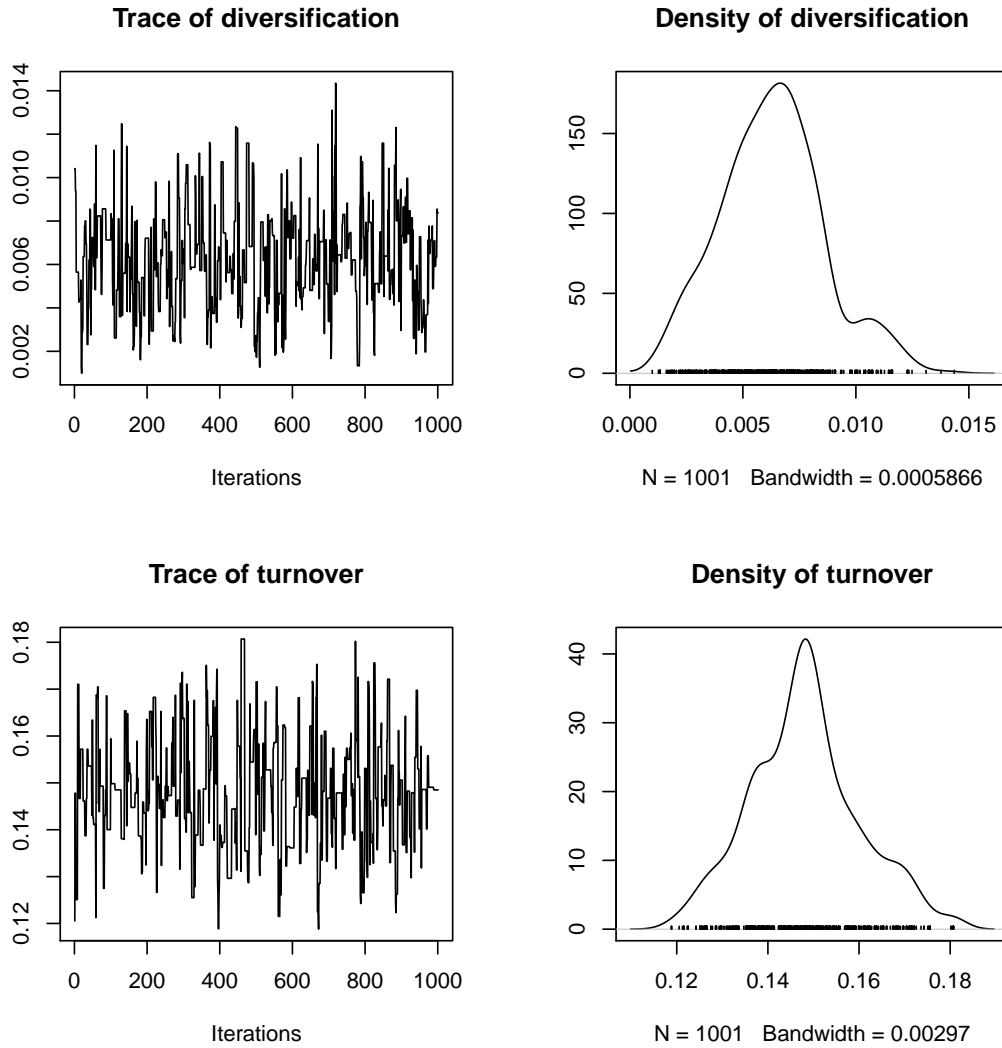 Trace of diversification
0.014
0.010
0.006
0.002
0 200 400 600 800 1000
Iterations
Density of diversification
150
100
50
0
0.000 0.005 0.010 0.015
N = 1001 Bandwidth = 0.0005866
Trace of turnover
0.18
0.16
0.14
0.12
0 200 400 600 800 1000
Iterations
Density of turnover
40
30
20
10
0
0.12 0.14 0.16 0.18
N = 1001 Bandwidth = 0.00297